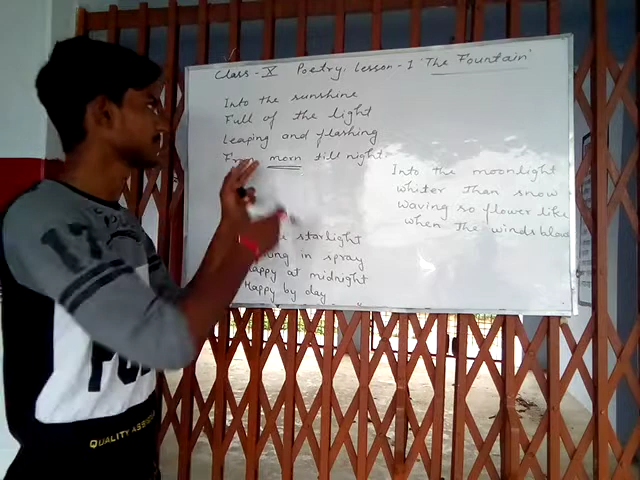 Class - X Poetry. Lesson - 1 'The Fountain'
Into the sunshine
Full of the light
Leaping and flashing
From morn till night
Into the moonlight
whiter Than snow
waving so flower like
when The winds blow
starlight
in spray
Happy at midnight
Happy by day
17
QUALITY